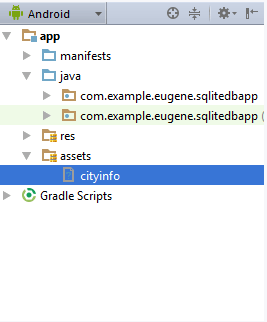 Android
app
manifests
java
com.example.eugene.sqlitedbapp
com.example.eugene.sqlitedbapp (
res
assets
cityinfo
Gradle Scripts